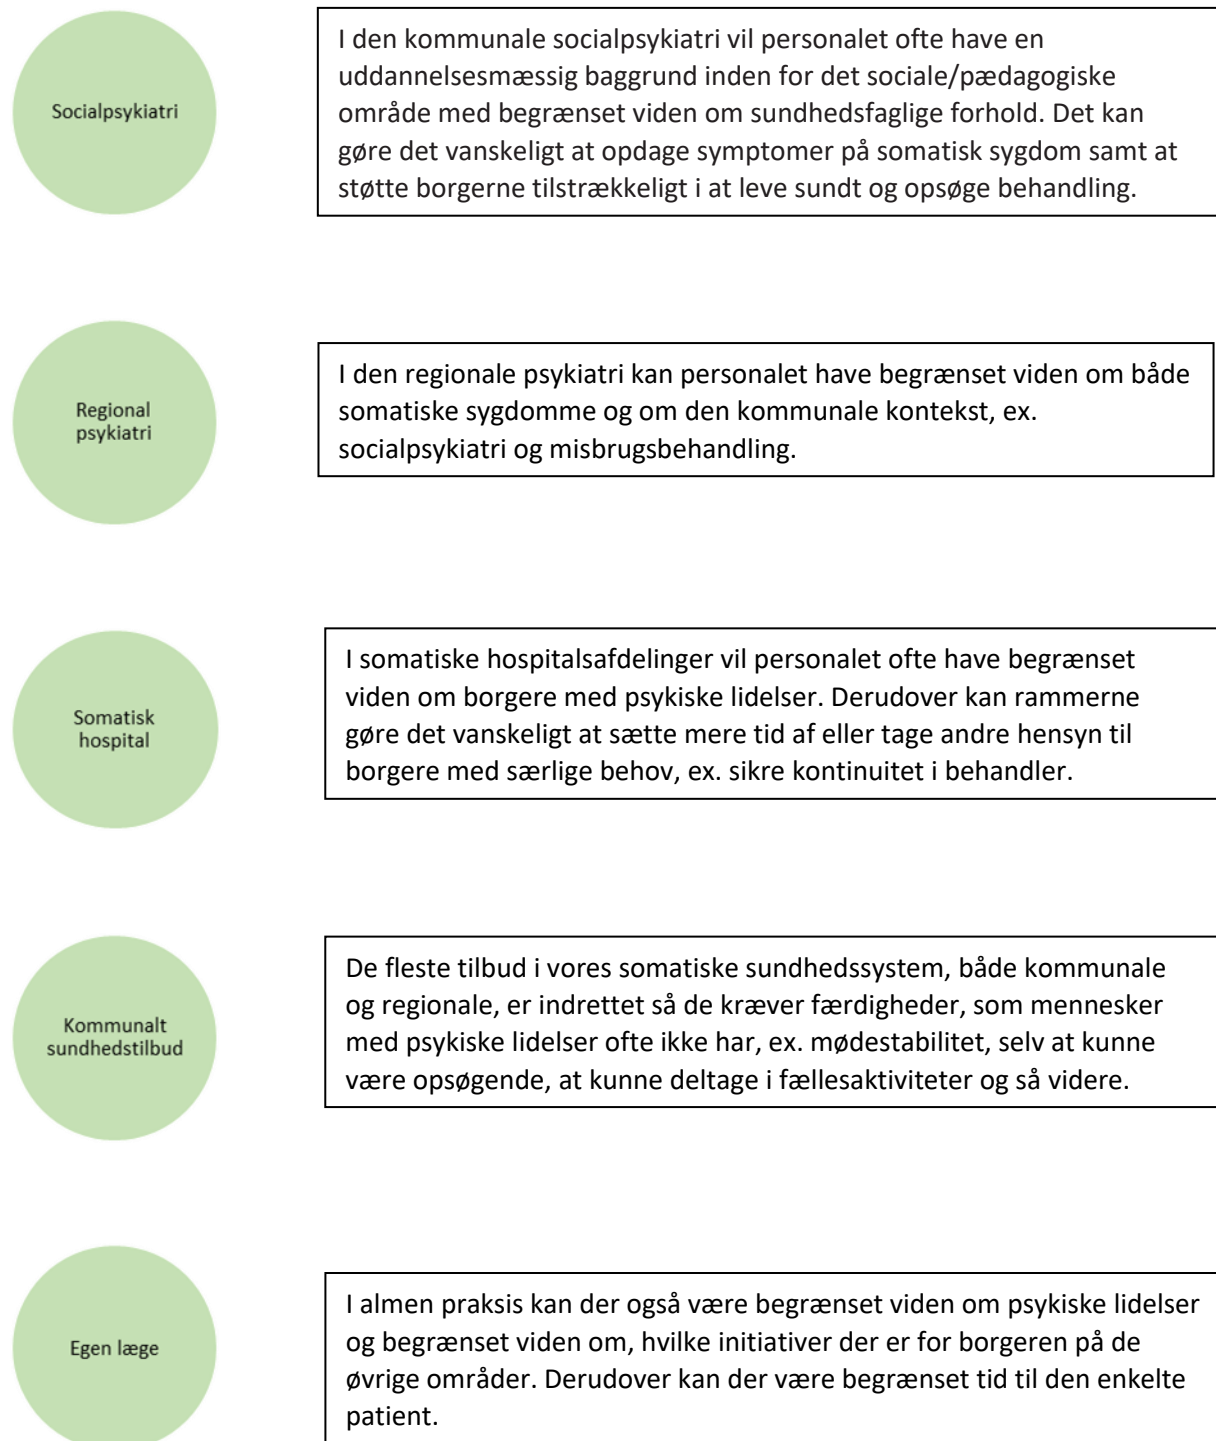 Socialpsykiatri
I den kommunale socialpsykiatri vil personalet ofte have en
uddannelsesmæssig baggrund inden for det sociale/pædagogiske
område med begrænset viden om sundhedsfaglige forhold. Det kan
gøre det vanskeligt at opdage symptomer på somatisk sygdom samt at
støtte borgerne tilstrækkeligt i at leve sundt og opsøge behandling.
Regional
psykiatri
I den regionale psykiatri kan personalet have begrænset viden om både
somatiske sygdomme og om den kommunale kontekst, ex.
socialpsykiatri og misbrugsbehandling.
Somatisk
hospital
I somatiske hospitalsafdelinger vil personalet ofte have begrænset
viden om borgere med psykiske lidelser. Derudover kan rammerne
gøre det vanskeligt at sætte mere tid af eller tage andre hensyn til
borgere med særlige behov, ex. sikre kontinuitet i behandler.
Kommunalt
sundhedstilbud
De fleste tilbud i vores somatiske sundhedssystem, både kommunale
og regionale, er indrettet så de kræver færdigheder, som mennesker
med psykiske lidelser ofte ikke har, ex. mødestabilitet, selv at kunne
være opsøgende, at kunne deltage i fællesaktiviteter og så videre.
Egen læge
I almen praksis kan der også være begrænset viden om psykiske lidelser
og begrænset viden om, hvilke initiativer der er for borgeren på de
øvrige områder. Derudover kan der være begrænset tid til den enkelte
patient.